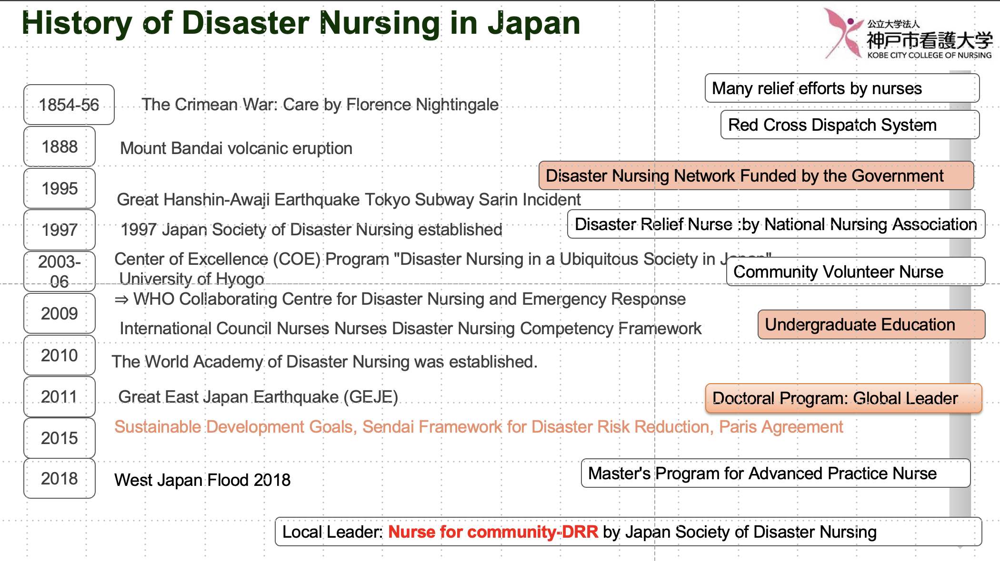 History of Disaster Nursing in Japan
公立大学法人
神戸市看護大学
KOBE CITY COLLEGE OF NURSING
1854-56
The Crimean War: Care by Florence Nightingale
Many relief efforts by nurses
Red Cross Dispatch System
1888
Mount Bandai volcanic eruption
Disaster Nursing Network Funded by the Government
1995
Great Hanshin-Awaji Earthquake Tokyo Subway Sarin Incident
1997
1997 Japan Society of Disaster Nursing established
Disaster Relief Nurse :by National Nursing Association
2003-
06
Center of Excellence (COE) Program "Disaster Nursing in a Ubiquitous Society in Japan"
University of Hyogo
Community Volunteer Nurse
⇒ WHO Collaborating Centre for Disaster Nursing and Emergency Response
2009
International Council Nurses Nurses Disaster Nursing Competency Framework
Undergraduate Education
2010
The World Academy of Disaster Nursing was established.
2011
Great East Japan Earthquake (GEJE)
Doctoral Program: Global Leader
2015
Sustainable Development Goals, Sendai Framework for Disaster Risk Reduction, Paris Agreement
2018
West Japan Flood 2018
Master's Program for Advanced Practice Nurse
Local Leader: Nurse for community-DRR by Japan Society of Disaster Nursing